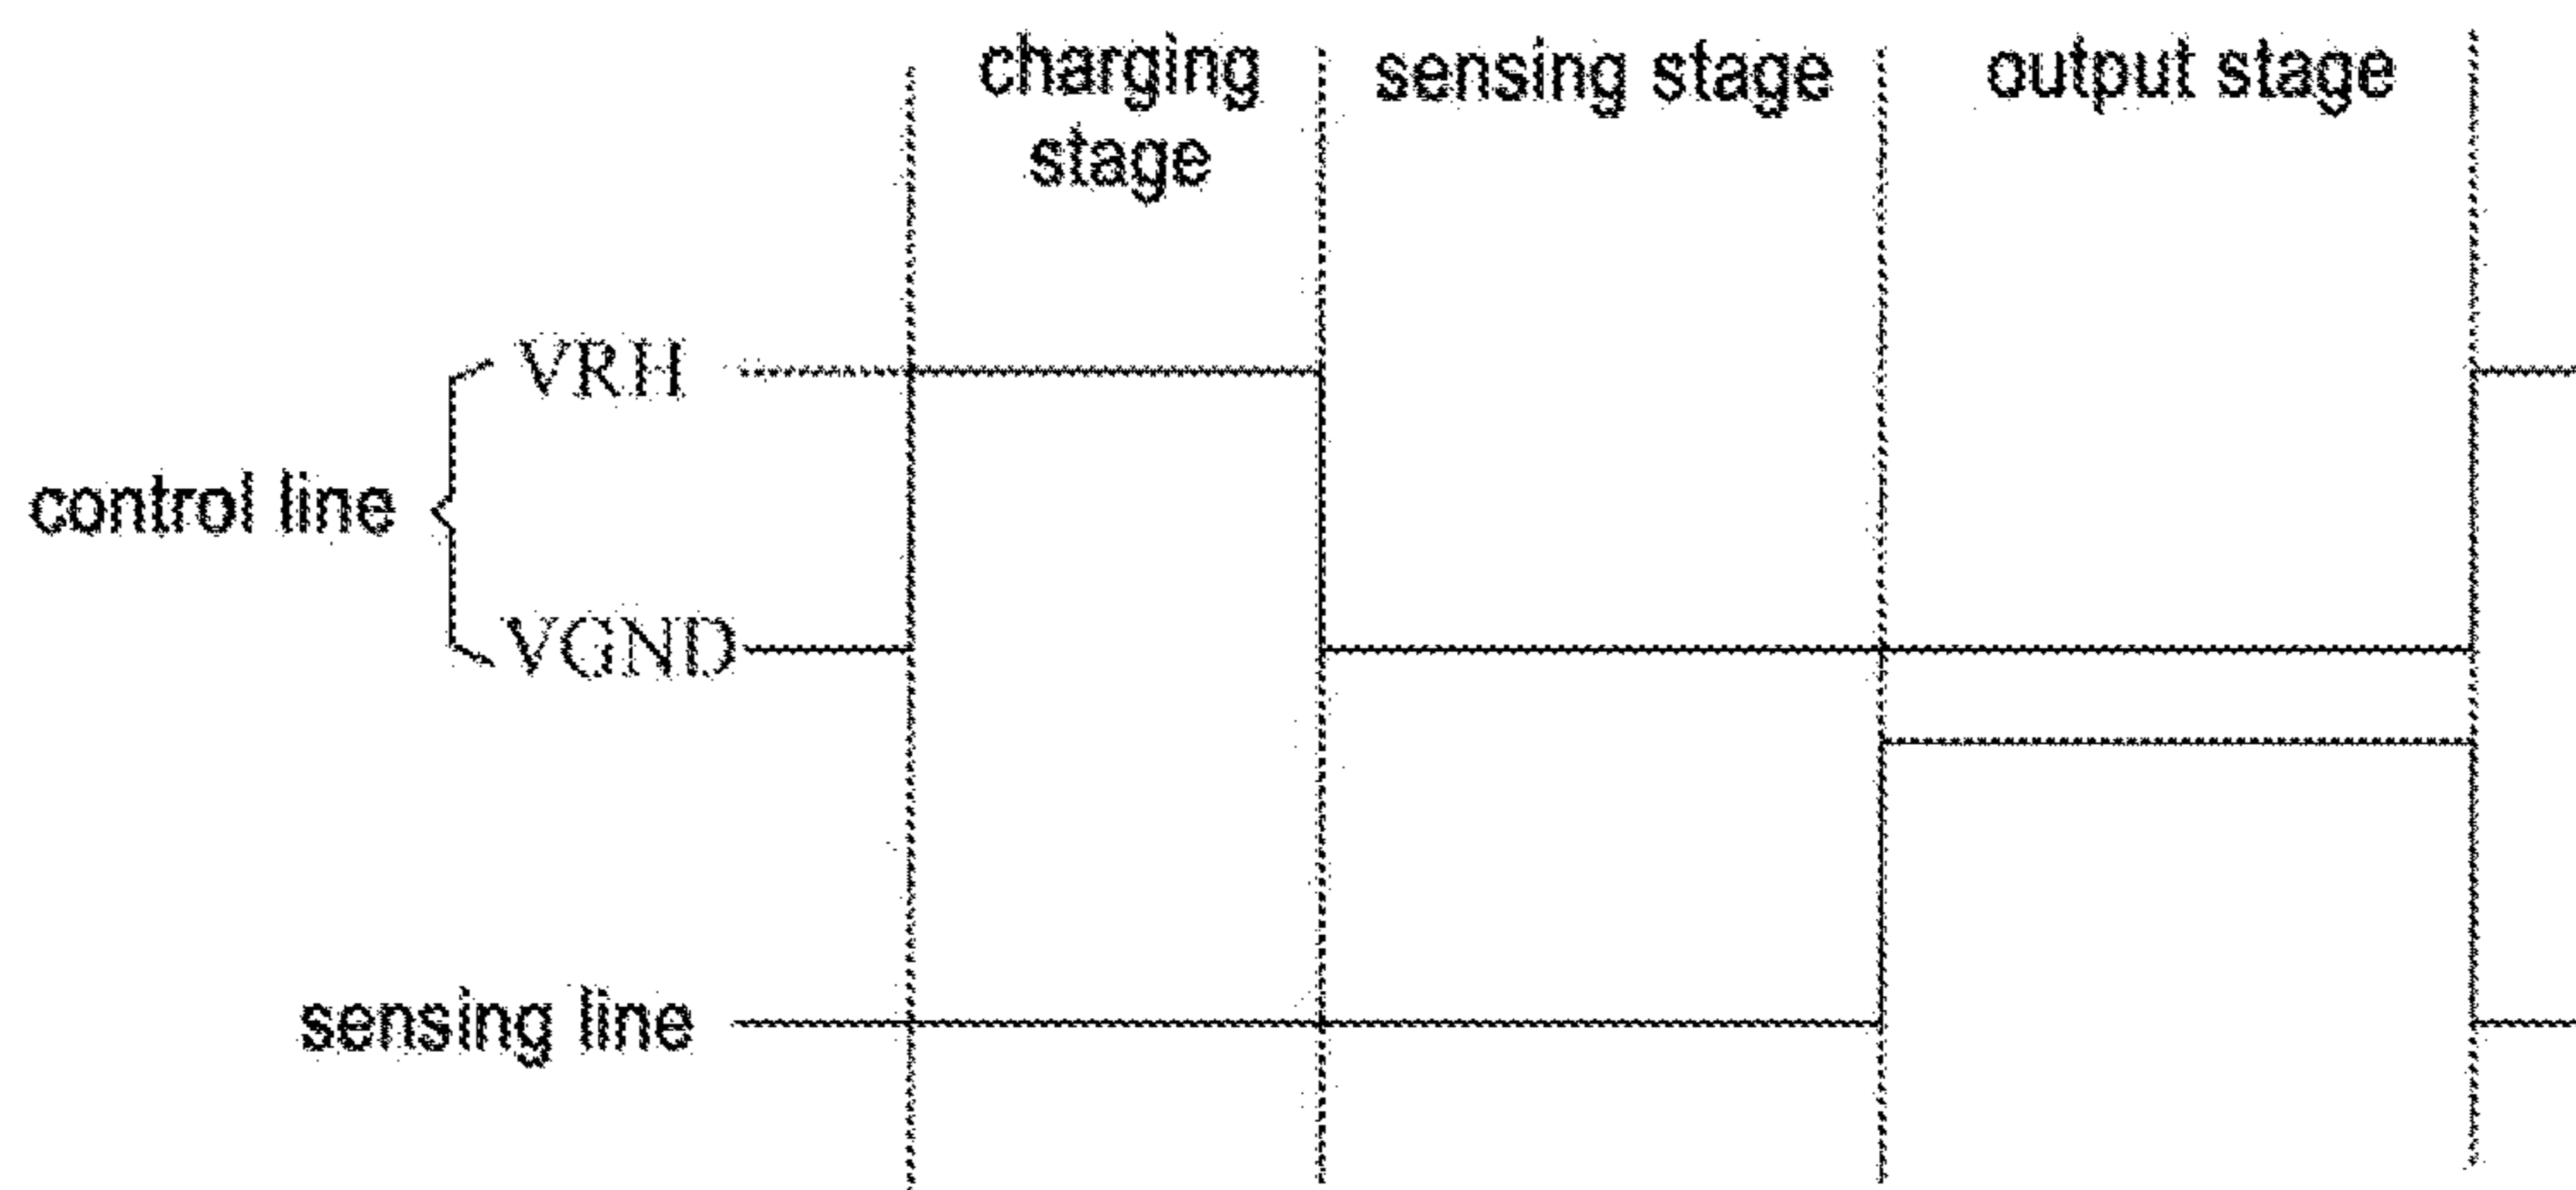 charging
stage
sensing stage
output stage
VRH
control line
VGND
sensing line